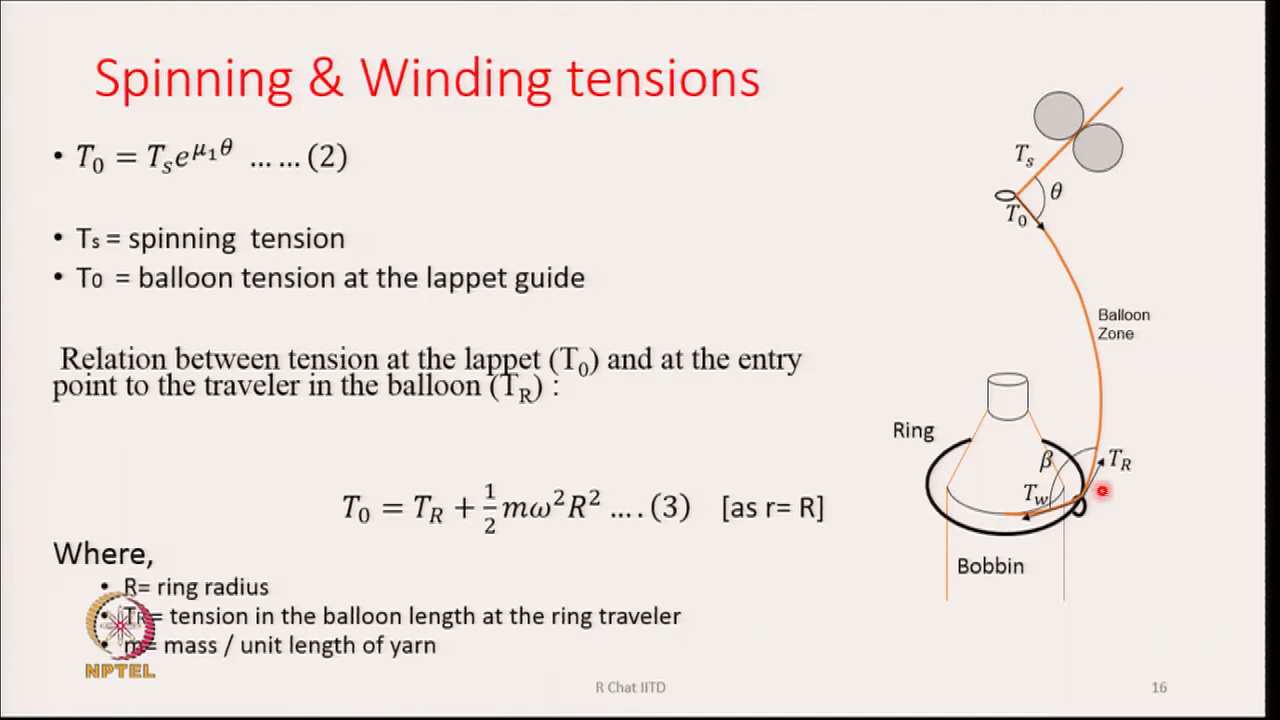 Spinning & Winding tensions
• T₀ = Tₛe^{μ₁θ} … … (2)
• Ts = spinning tension
• T0 = balloon tension at the lappet guide
Relation between tension at the lappet (T₀) and at the entry
point to the traveler in the balloon (T_R) :
T₀ = T_R + ½mω²R² … . (3) [as r= R]
Where,
• R= ring radius
• T_R= tension in the balloon length at the ring traveler
• m= mass / unit length of yarn
NPTEL
R Chat IITD
16
Tₛ
θ
T₀
Balloon
Zone
Ring
β
T_R
T_w
Bobbin